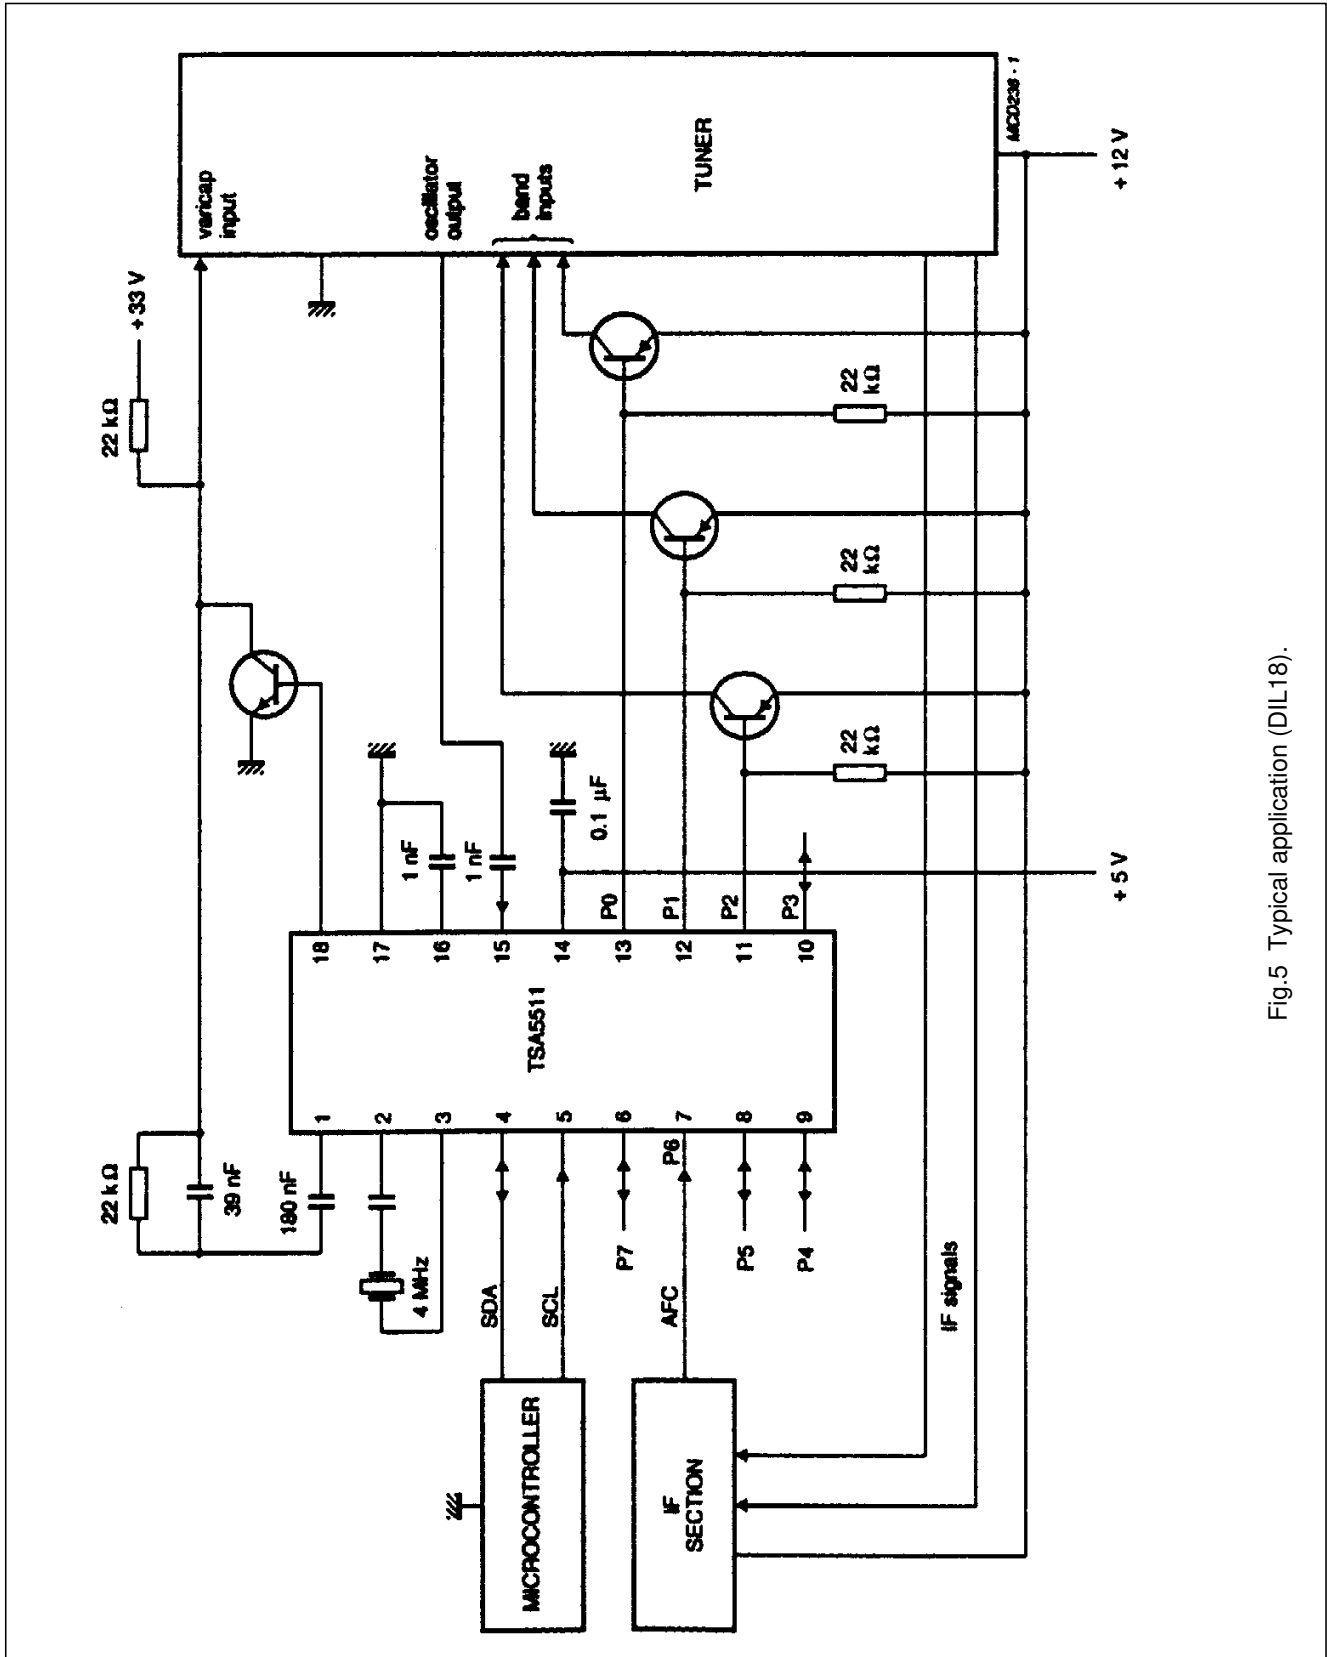 22 kΩ
39 nF
180 nF
4 MHz
1
2
3
4
5
6
7
8
9
18
17
16
15
14
13
12
11
10
TSA5511
SDA
SCL
P7
AFC
P6
P5
P4
MICROCONTROLLER
IF
SECTION
IF signals
1 nF
1 nF
0.1 µF
P0
P1
P2
P3
22
kΩ
22
kΩ
22
kΩ
22 kΩ
+ 33 V
varicap
input
oscillator
output
band
inputs
TUNER
MCD236 - 1
+ 5 V
+ 12 V
Fig.5 Typical application (DIL18).